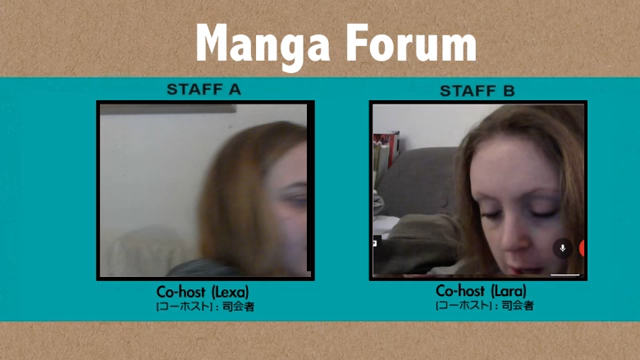 Manga Forum
STAFF A
STAFF B
Co-host (Lexa)
[コーホスト] : 司会者
Co-host (Lara)
[コーホスト] : 司会者